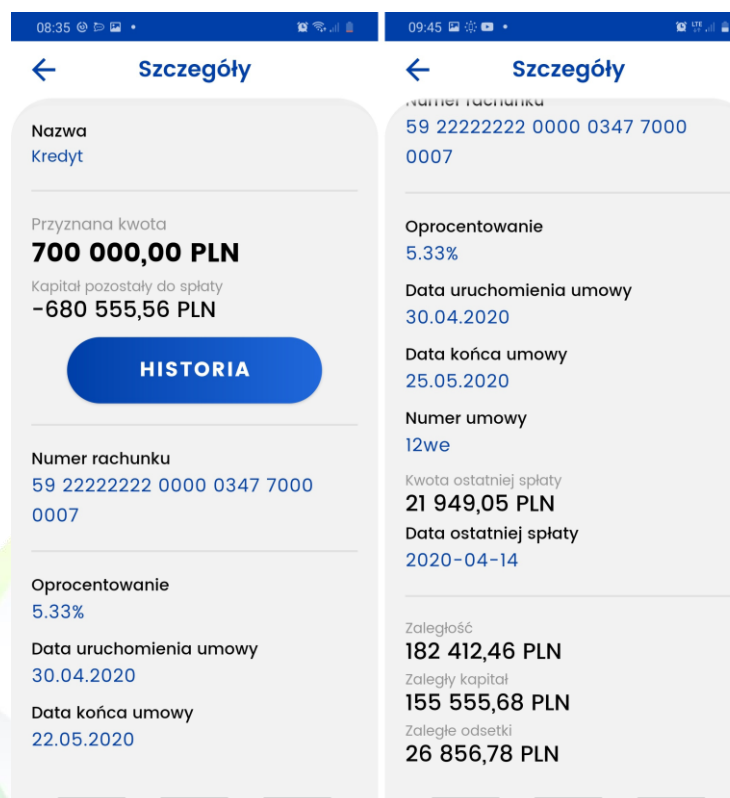 08:35
Szczegóły
Nazwa
Kredyt
Przyznana kwota
700 000,00 PLN
Kapitał pozostały do spłaty
-680 555,56 PLN
HISTORIA
Numer rachunku
59 22222222 0000 0347 7000
0007
Oprocentowanie
5.33%
Data uruchomienia umowy
30.04.2020
Data końca umowy
22.05.2020
09:45
LTE
Szczegóły
Numer rachunku
59 22222222 0000 0347 7000
0007
Oprocentowanie
5.33%
Data uruchomienia umowy
30.04.2020
Data końca umowy
25.05.2020
Numer umowy
12we
Kwota ostatniej spłaty
21 949,05 PLN
Data ostatniej spłaty
2020-04-14
Zaległość
182 412,46 PLN
Zaległy kapitał
155 555,68 PLN
Zaległe odsetki
26 856,78 PLN